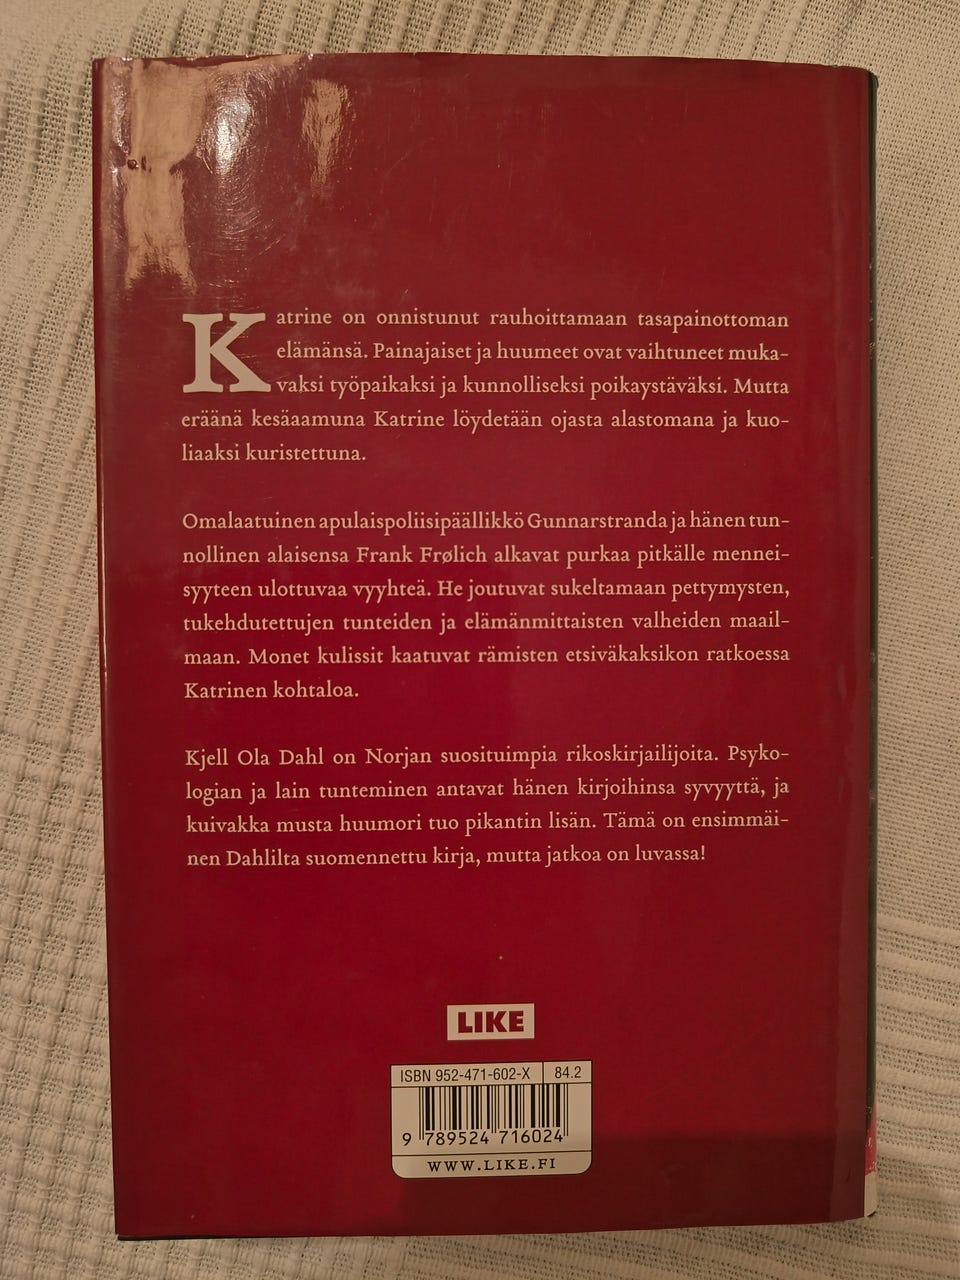 Katrine on onnistunut rauhoittamaan tasapainottoman
elämänsä. Painajaiset ja huumeet ovat vaihtuneet muka-
vaksi työpaikaksi ja kunnolliseksi poikaystäväksi. Mutta
eräänä kesäaamuna Katrine löydetään ojasta alastomana ja kuo-
liaaksi kuristettuna.
Omalaatuinen apulaispoliisipäällikkö Gunnarstranda ja hänen tun-
nollinen alaisensa Frank Frølich alkavat purkaa pitkälle mennei-
syyteen ulottuvaa vyyhteä. He joutuvat sukeltamaan pettymysten,
tukehdutettujen tunteiden ja elämänmittaisten valheiden maail-
maan. Monet kulissit kaatuvat rämisten etsiväkaksikon ratkoessa
Katrinen kohtaloa.
Kjell Ola Dahl on Norjan suosituimpia rikoskirjailijoita. Psyko-
logian ja lain tunteminen antavat hänen kirjoihinsa syvyyttä, ja
kuivakka musta huumori tuo pikantin lisän. Tämä on ensimmäi-
nen Dahlilta suomennettu kirja, mutta jatkoa on luvassa!
LIKE
ISBN 952-471-602-X 84.2
9 789524 716024
WWW.LIKE.FI